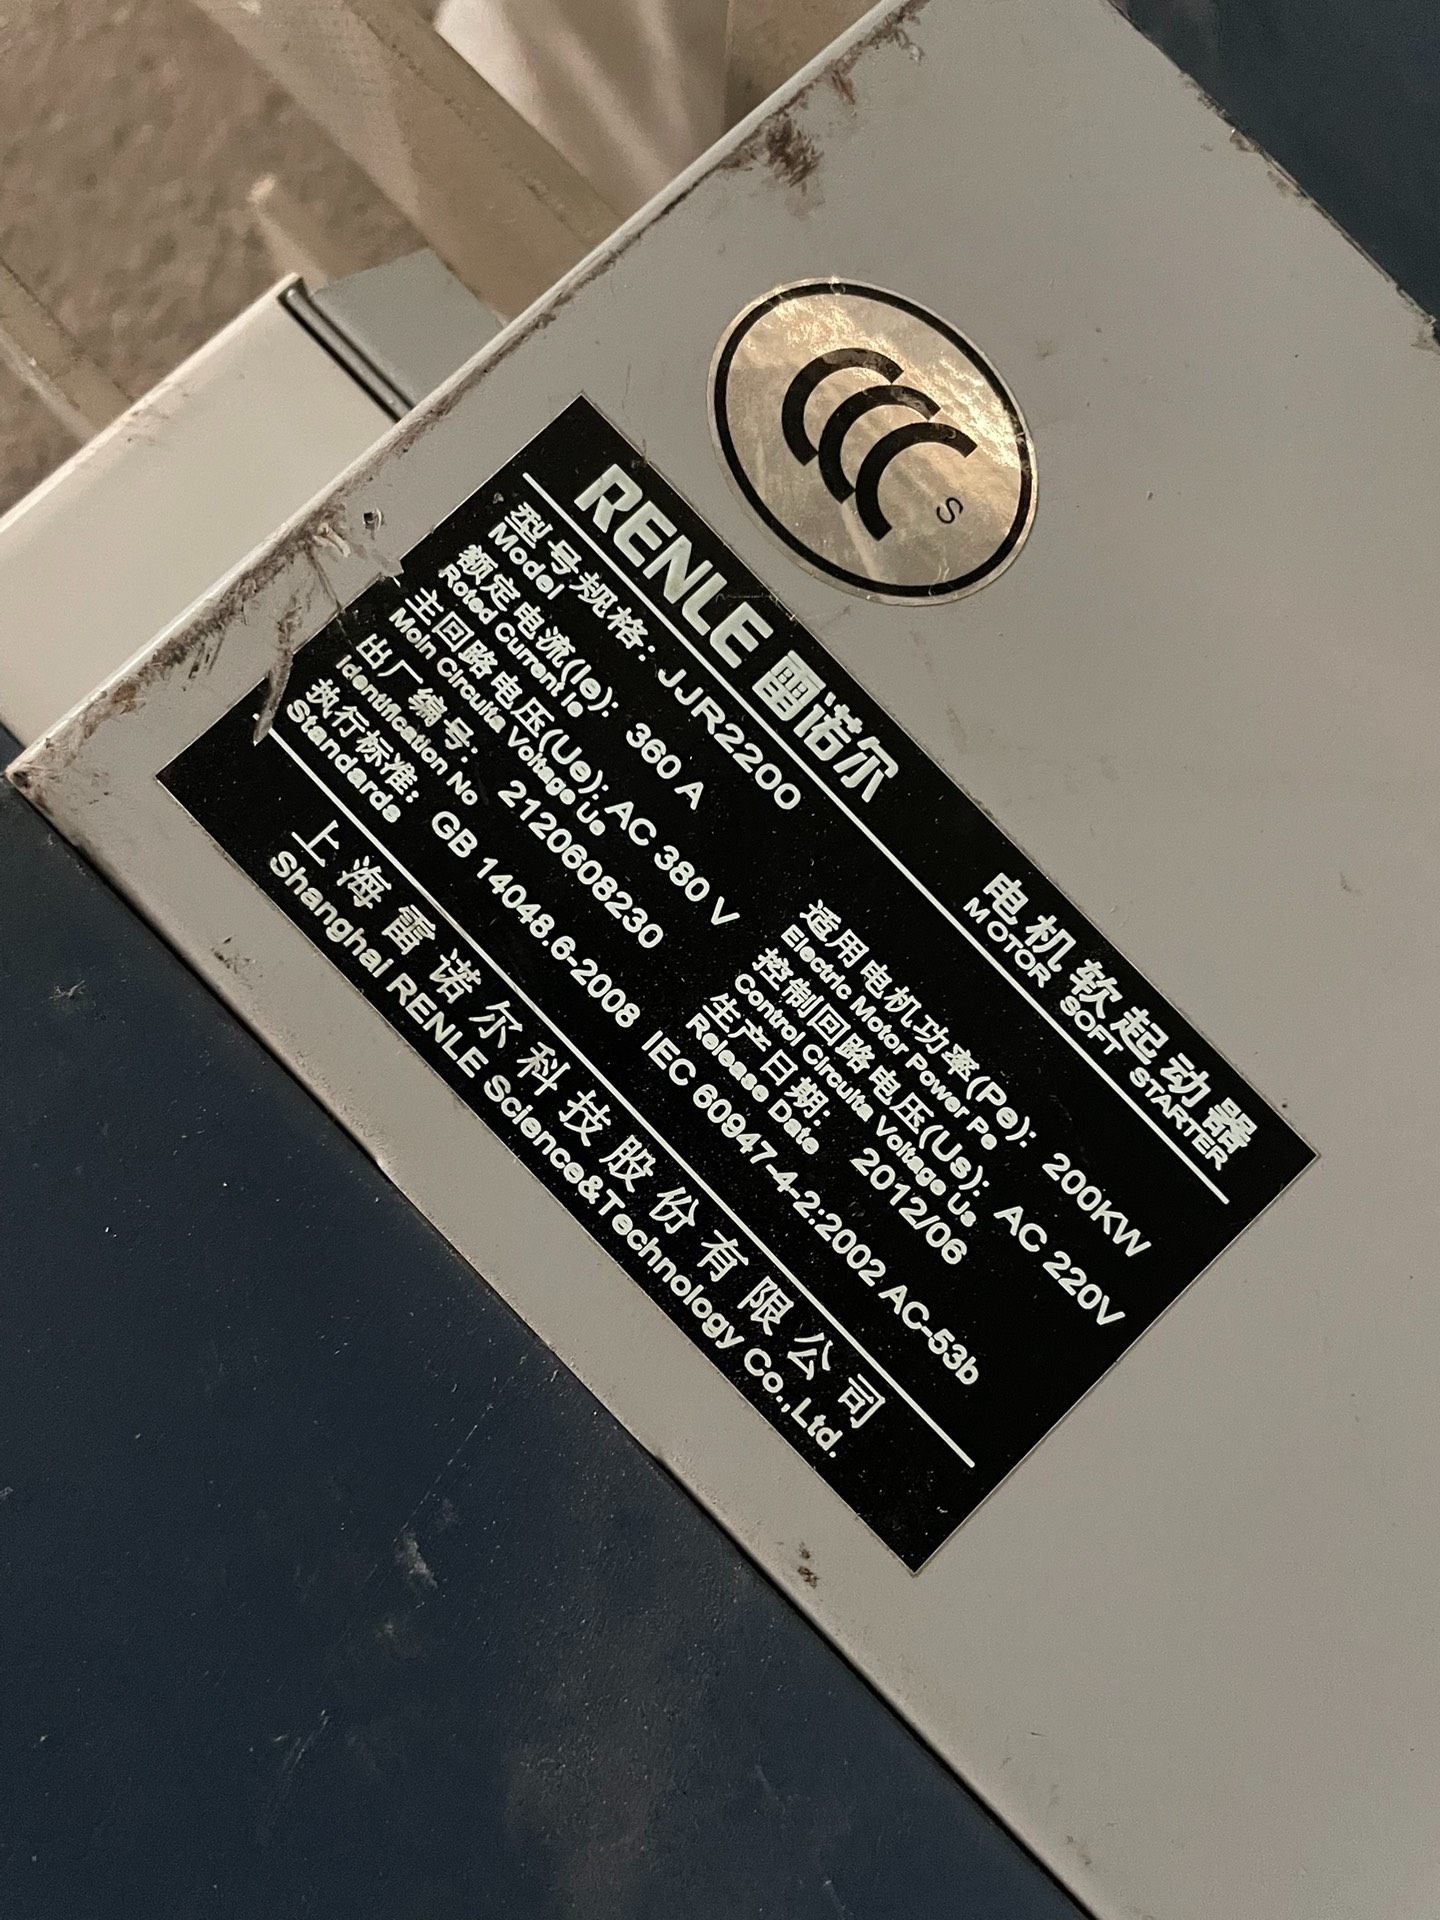 CCC S
RENLE 雷诺尔 电机软起动器
MOTOR SOFT STARTER
型号规格: JJR2200
Model
额定电流(Ie): 360 A 适用电机功率(Pe): 200KW
Roted Current Ie Electric Motor Power Pe
主回路电压(Ue): AC 380 V 控制回路电压(Us): AC 220V
Moin Circuita Voltage Ue Control Circuita Voltage Us
出厂编号: 2120608230 生产日期: 2012/06
Identification No Release Date
执行标准: GB 14048.6-2008 IEC 60947-4-2:2002 AC-53b
Standards
上海雷诺尔科技股份有限公司
Shanghai RENLE Science&Technology Co.,Ltd.